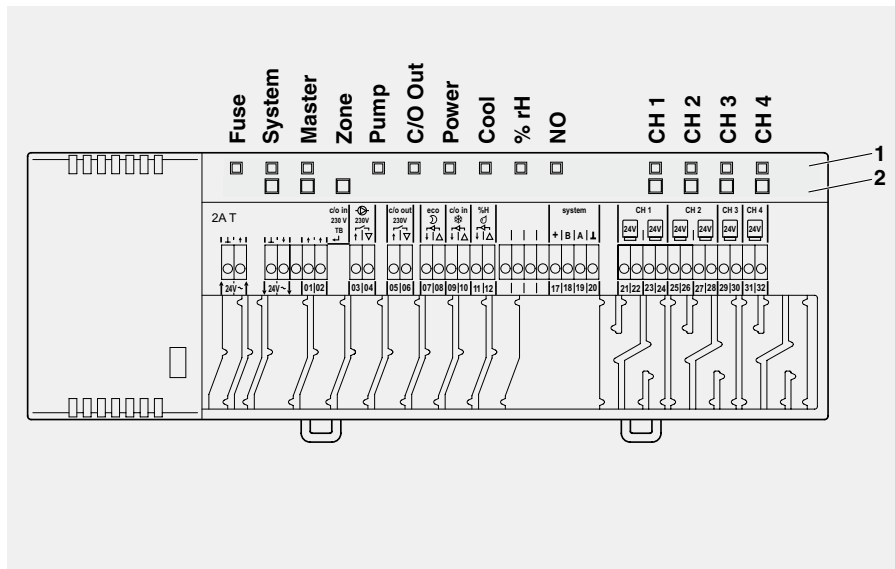 Fuse System Master Zone Pump C/O Out Power Cool % rH NO CH 1 CH 2 CH 3 CH 4
1
2
2A T
c/o in 230V c/o out eco c/o in %H system CH 1 CH 2 CH 3 CH 4
230 V 230V
TB
24V 24V 24V 24V 24V 24V
+ | B | A | ⊥
24V ~ 24V ~ 01|02 03|04 05|06 07|08 09|10 11|12 17|18|19|20 21|22 23|24 25|26 27|28 29|30 31|32